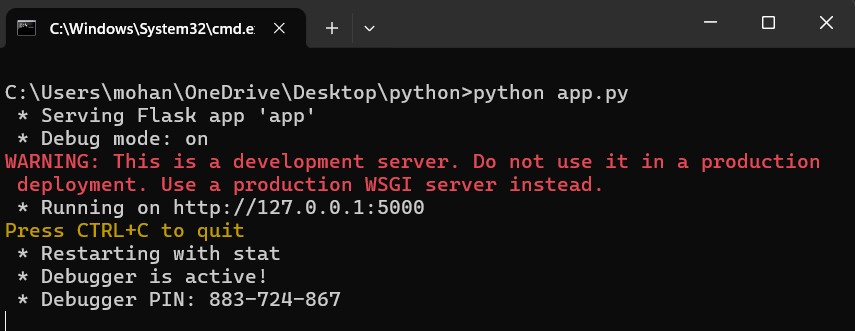 C:\Windows\System32\cmd.e
C:\Users\mohan\OneDrive\Desktop\python>python app.py
 * Serving Flask app 'app'
 * Debug mode: on
WARNING: This is a development server. Do not use it in a production
 deployment. Use a production WSGI server instead.
 * Running on http://127.0.0.1:5000
Press CTRL+C to quit
 * Restarting with stat
 * Debugger is active!
 * Debugger PIN: 883-724-867